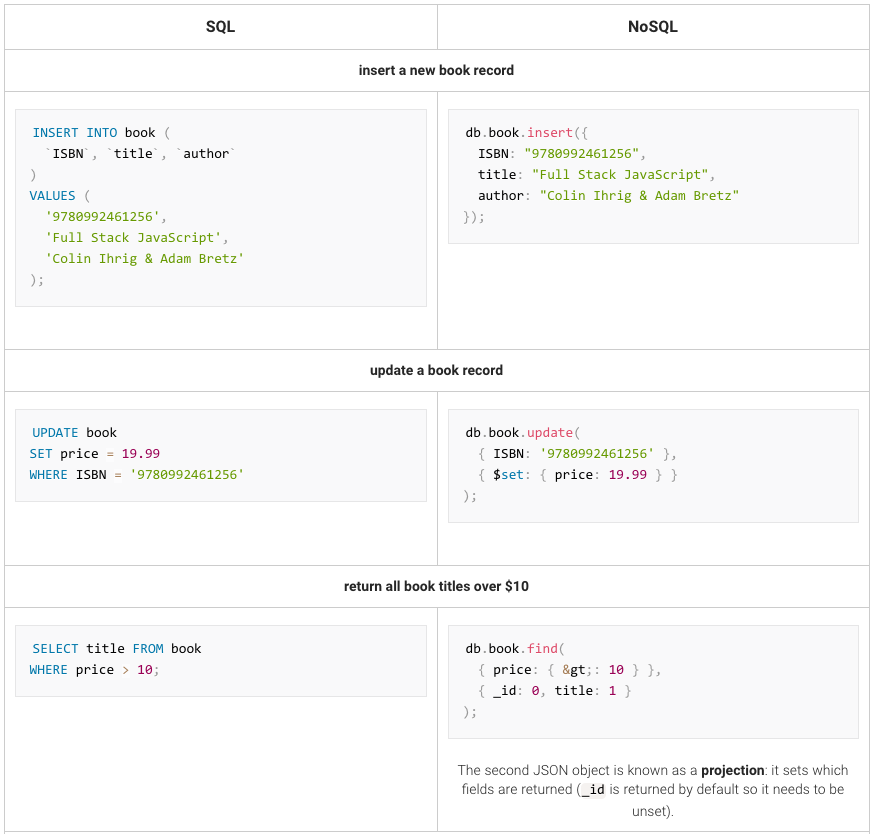 SQL
NoSQL
insert a new book record
INSERT INTO book (
`ISBN`, `title`, `author`
)
VALUES (
'9780992461256',
'Full Stack JavaScript',
'Colin Ihrig & Adam Bretz'
);
db.book.insert({
ISBN: "9780992461256",
title: "Full Stack JavaScript",
author: "Colin Ihrig & Adam Bretz"
});
update a book record
UPDATE book
SET price = 19.99
WHERE ISBN = '9780992461256'
db.book.update(
{ ISBN: '9780992461256' },
{ $set: { price: 19.99 } }
);
return all book titles over $10
SELECT title FROM book
WHERE price > 10;
db.book.find(
{ price: { &gt;: 10 } },
{ _id: 0, title: 1 }
);
The second JSON object is known as a projection: it sets which
fields are returned (_id is returned by default so it needs to be
unset).